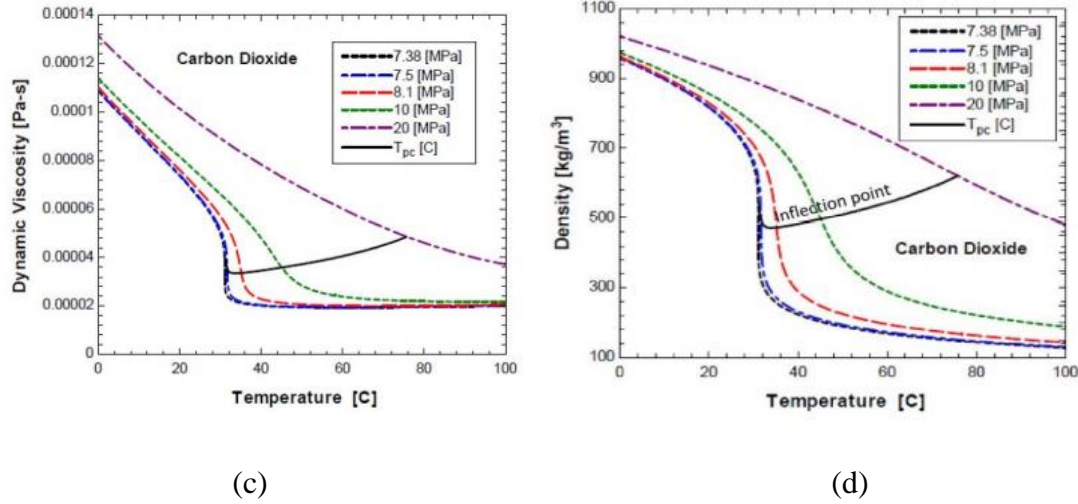 0.00014
0.00012
0.0001
0.00008
0.00006
0.00004
0.00002
0
Dynamic Viscosity [Pa-s]
Carbon Dioxide
7.38 [MPa]
7.5 [MPa]
8.1 [MPa]
10 [MPa]
20 [MPa]
Tpc [C]
0 20 40 60 80 100
Temperature [C]
(c)
1100
900
700
500
300
100
Density [kg/m³]
7.38 [MPa]
7.5 [MPa]
8.1 [MPa]
10 [MPa]
20 [MPa]
Tpc [C]
Inflection point
Carbon Dioxide
0 20 40 60 80 100
Temperature [C]
(d)